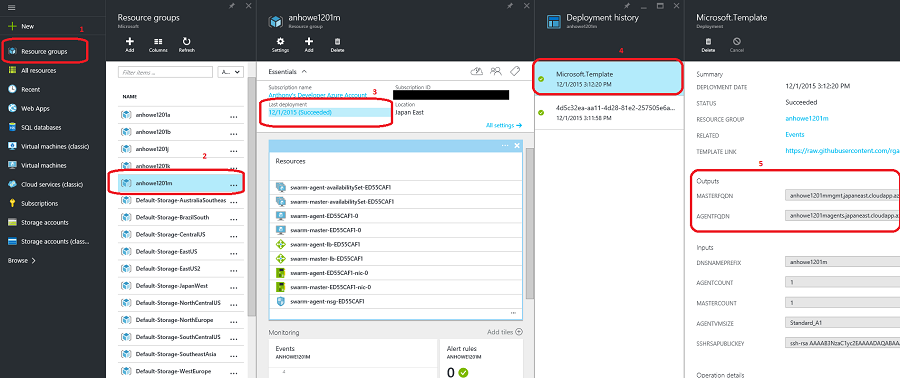 New
1
Resource groups
All resources
Recent
Web Apps
SQL databases
Virtual machines (classic)
Virtual machines
Cloud services (classic)
Subscriptions
Storage accounts
Storage accounts (class...
Browse
Resource groups
Microsoft
Add
Columns
Refresh
Filter items ...
A...
NAME
anhowe1201a
anhowe1201b
anhowe1201j
anhowe1201k
2
anhowe1201m
Default-Storage-AustraliaSoutheast
Default-Storage-BrazilSouth
Default-Storage-CentralUS
Default-Storage-EastUS
Default-Storage-EastUS2
Default-Storage-JapanWest
Default-Storage-NorthCentralUS
Default-Storage-NorthEurope
Default-Storage-SouthCentralUS
Default-Storage-SoutheastAsia
Default-Storage-WestEurope
anhowe1201m
Resource group
Settings
Add
Delete
Essentials
Subscription name
Anthony's Developer Azure Account
Subscription ID
3
Last deployment
12/1/2015 (Succeeded)
Location
Japan East
All settings
Resources
swarm-agent-availabilitySet-ED55CAF1
swarm-master-availabilitySet-ED55CAF1
swarm-agent-ED55CAF1-0
swarm-master-ED55CAF1-0
swarm-agent-lb-ED55CAF1
swarm-master-lb-ED55CAF1
swarm-agent-ED55CAF1-nic-0
swarm-master-ED55CAF1-nic-0
swarm-agent-nsg-ED55CAF1
Monitoring
Add tiles
Events
ANHOWE1201M
4
Alert rules
ANHOWE1201M
0
Deployment history
anhowe1201m
4
Microsoft.Template
12/1/2015 3:12:20 PM
4d5c32ea-aa11-4d28-81e2-257505e6a...
12/1/2015 3:11:58 PM
Microsoft.Template
Deployment
Delete
Cancel
Summary
DEPLOYMENT DATE
12/1/2015 3:12:20 PM
STATUS
Succeeded
RESOURCE GROUP
anhowe1201m
RELATED
Events
TEMPLATE LINK
https://raw.githubusercontent.com/rga
5
Outputs
MASTERFQDN
anhowe1201mmgmt.japaneast.cloudapp.az
AGENTFQDN
anhowe1201magents.japaneast.cloudapp.a
Inputs
DNSNAMEPREFIX
anhowe1201m
AGENTCOUNT
1
MASTERCOUNT
1
AGENTVMSIZE
Standard_A1
SSHRSAPUBLICKEY
ssh-rsa AAAAB3NzaC1yc2EAAAADAQABAA
Operation details